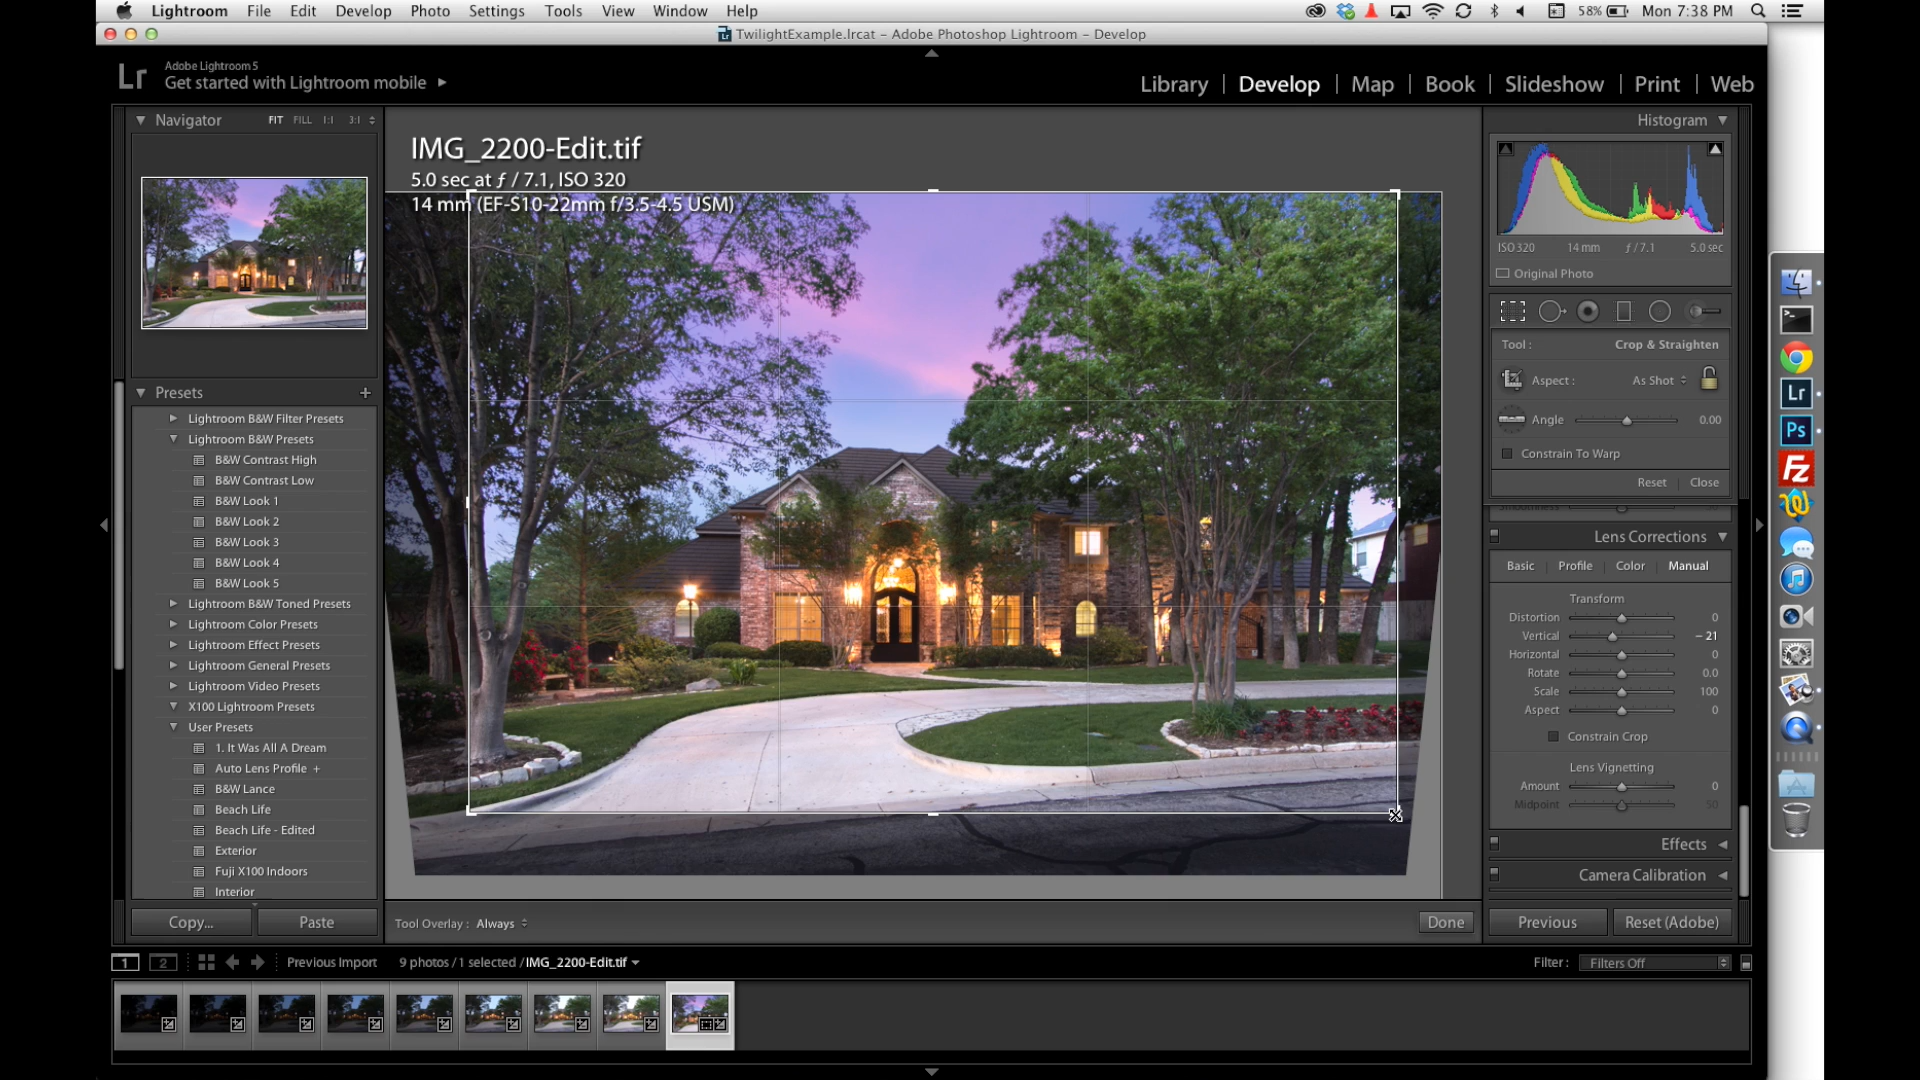 Lightroom File Edit Develop Photo Settings Tools View Window Help 58% Mon 7:38 PM
TwilightExample.lrcat – Adobe Photoshop Lightroom – Develop
Lr
Adobe Lightroom 5
Get started with Lightroom mobile
Library | Develop | Map | Book | Slideshow | Print | Web
Navigator FIT FILL 1:1 3:1
Presets +
Lightroom B&W Filter Presets
Lightroom B&W Presets
B&W Contrast High
B&W Contrast Low
B&W Look 1
B&W Look 2
B&W Look 3
B&W Look 4
B&W Look 5
Lightroom B&W Toned Presets
Lightroom Color Presets
Lightroom Effect Presets
Lightroom General Presets
Lightroom Video Presets
X100 Lightroom Presets
User Presets
1. It Was All A Dream
Auto Lens Profile +
B&W Lance
Beach Life
Beach Life - Edited
Exterior
Fuji X100 Indoors
Interior
Copy... Paste
IMG_2200-Edit.tif
5.0 sec at ƒ / 7.1, ISO 320
14 mm (EF-S10-22mm f/3.5-4.5 USM)
Tool Overlay : Always
Done
Histogram
ISO 320 14 mm ƒ / 7.1 5.0 sec
Original Photo
Tool : Crop & Straighten
Aspect : As Shot
Angle 0.00
Constrain To Warp
Reset | Close
Lens Corrections
Basic Profile Color Manual
Transform
Distortion 0
Vertical – 21
Horizontal 0
Rotate 0.0
Scale 100
Aspect 0
Constrain Crop
Lens Vignetting
Amount 0
Midpoint 50
Effects
Camera Calibration
Previous Reset (Adobe)
1 2 Previous Import 9 photos / 1 selected / IMG_2200-Edit.tif
Filter : Filters Off
Lr
Ps
Fz